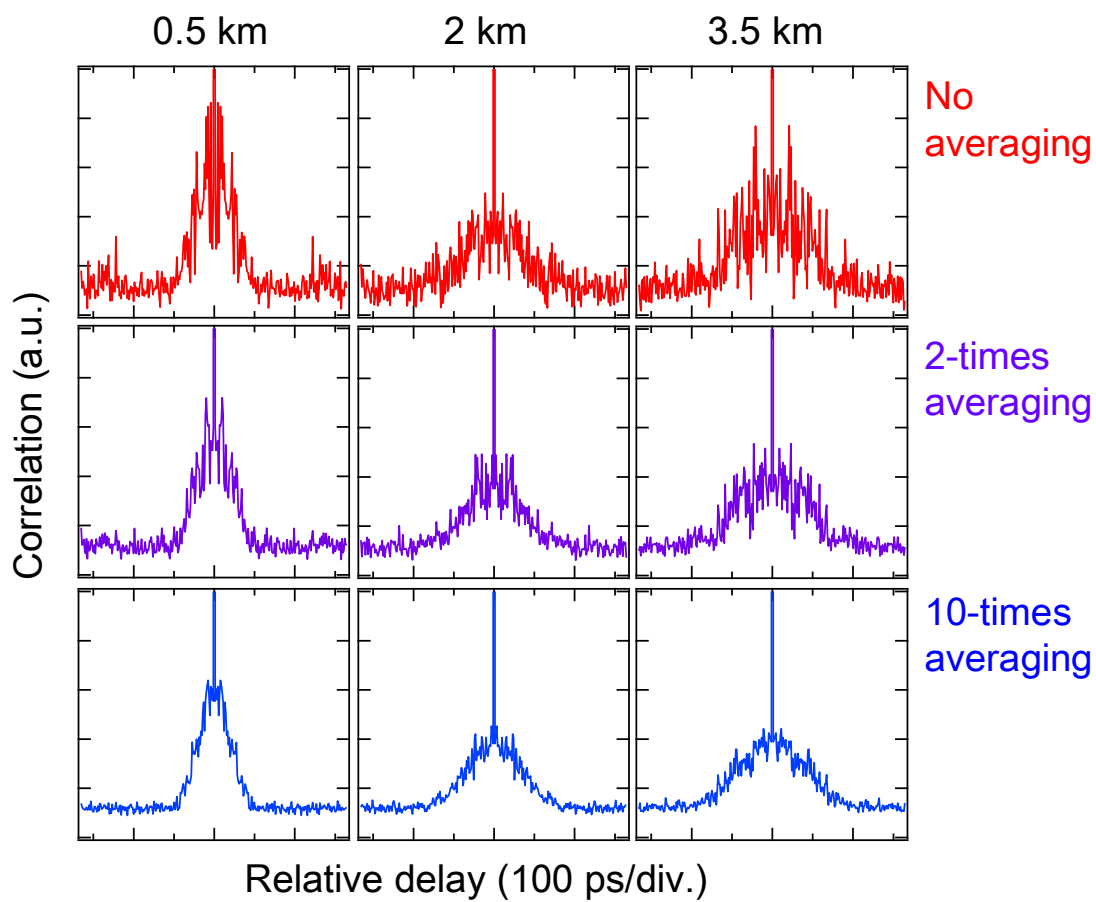 0.5 km
2 km
3.5 km
No
averaging
2-times
averaging
10-times
averaging
Correlation (a.u.)
Relative delay (100 ps/div.)